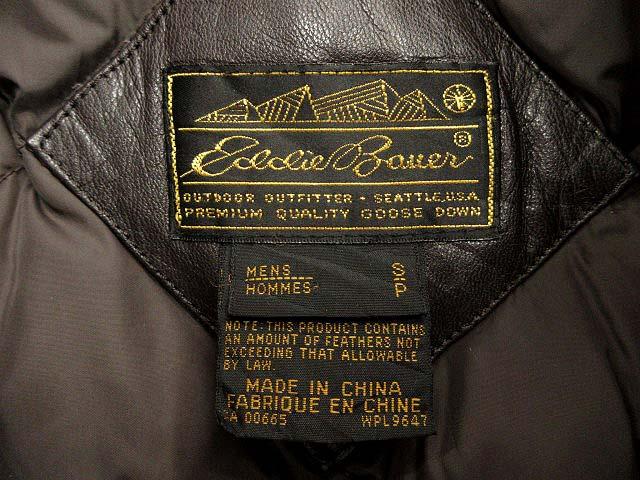 Eddie Bauer®
OUTDOOR OUTFITTER • SEATTLE, U.S.A.
PREMIUM QUALITY GOOSE DOWN
MENS S
HOMMES P
NOTE: THIS PRODUCT CONTAINS
AN AMOUNT OF FEATHERS NOT
EXCEEDING THAT ALLOWABLE
BY LAW.
MADE IN CHINA
FABRIQUE EN CHINE
00665 WPL9647